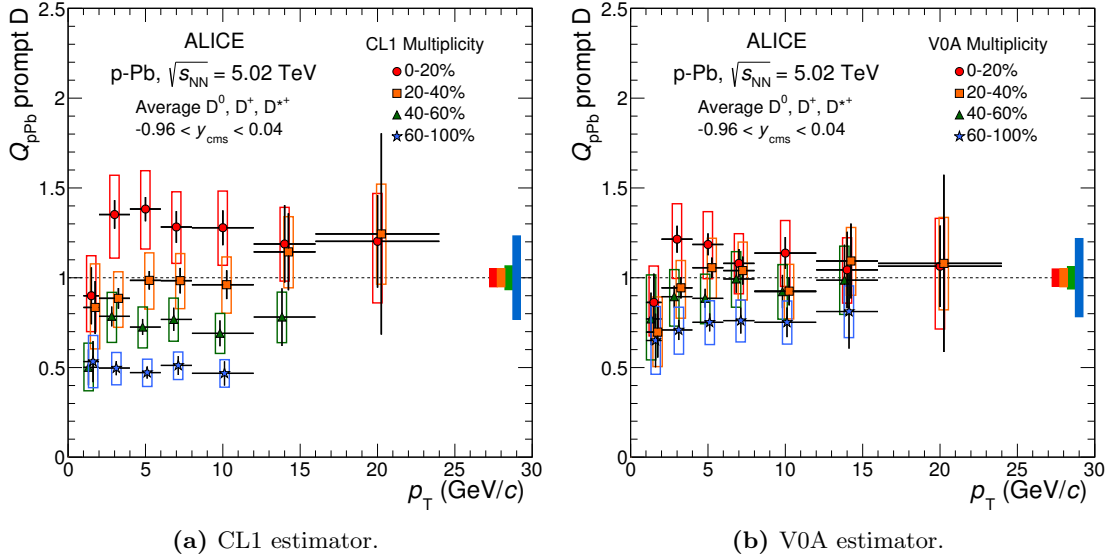 Q_pPb prompt D
2.5
2
1.5
1
0.5
0
ALICE
p-Pb, √s_NN = 5.02 TeV
Average D⁰, D⁺, D*⁺
-0.96 < y_cms < 0.04
CL1 Multiplicity
0-20%
20-40%
40-60%
60-100%
0 5 10 15 20 25 30
p_T (GeV/c)
(a) CL1 estimator.
Q_pPb prompt D
2.5
2
1.5
1
0.5
0
ALICE
p-Pb, √s_NN = 5.02 TeV
Average D⁰, D⁺, D*⁺
-0.96 < y_cms < 0.04
V0A Multiplicity
0-20%
20-40%
40-60%
60-100%
0 5 10 15 20 25 30
p_T (GeV/c)
(b) V0A estimator.